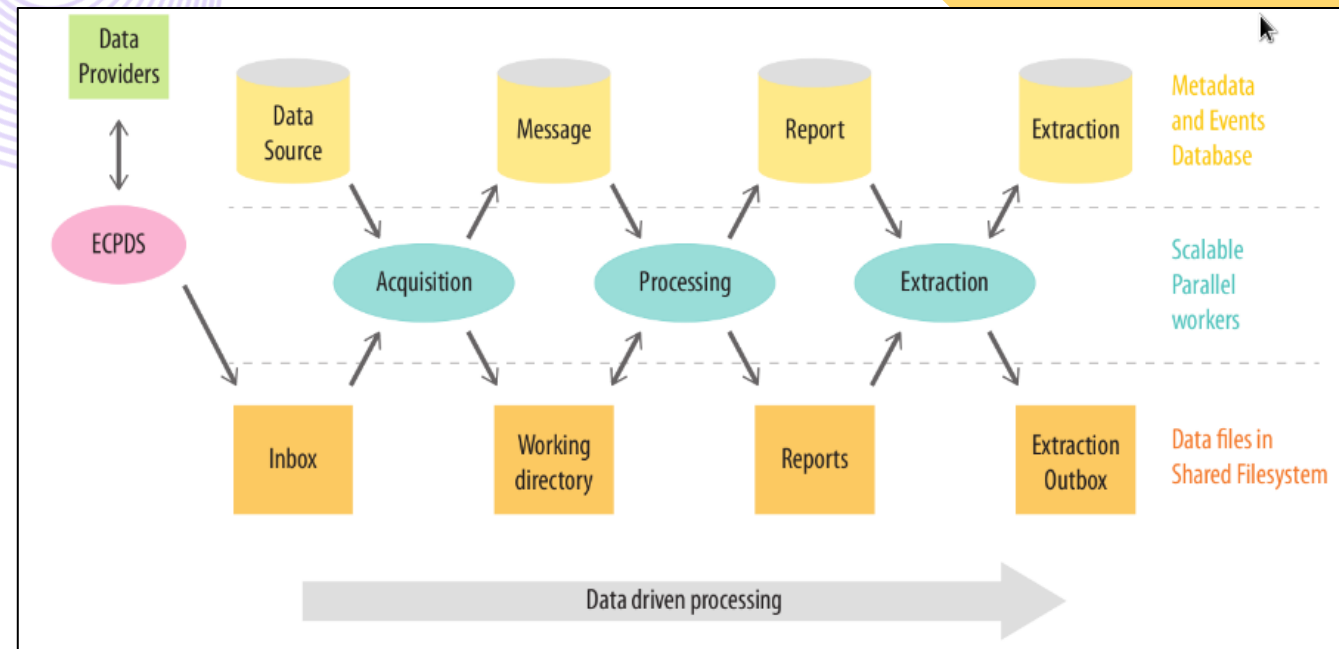 Data
Providers
Data
Source
Message
Report
Extraction
Metadata
and Events
Database
ECPDS
Acquisition
Processing
Extraction
Scalable
Parallel
workers
Inbox
Working
directory
Reports
Extraction
Outbox
Data files in
Shared Filesystem
Data driven processing